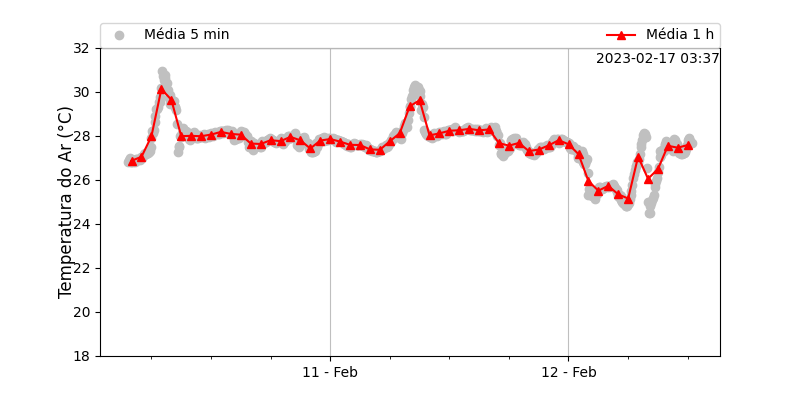 Média 5 min
Média 1 h
2023-02-17 03:37
Temperatura do Ar (°C)
32
30
28
26
24
22
20
18
11 - Feb
12 - Feb